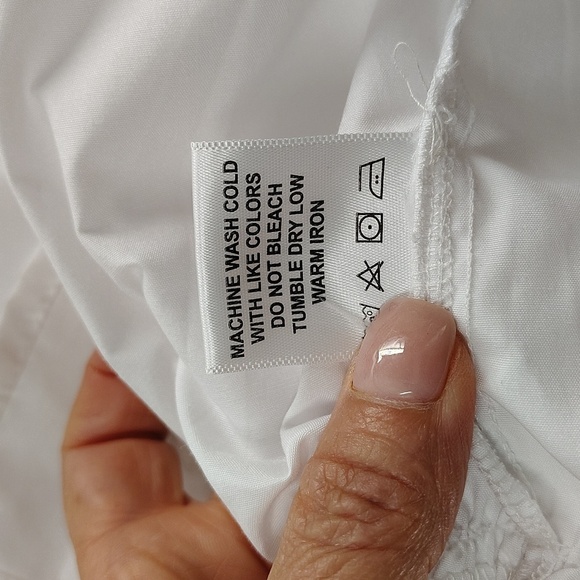 MACHINE WASH COLD
WITH LIKE COLORS
DO NOT BLEACH
TUMBLE DRY LOW
WARM IRON